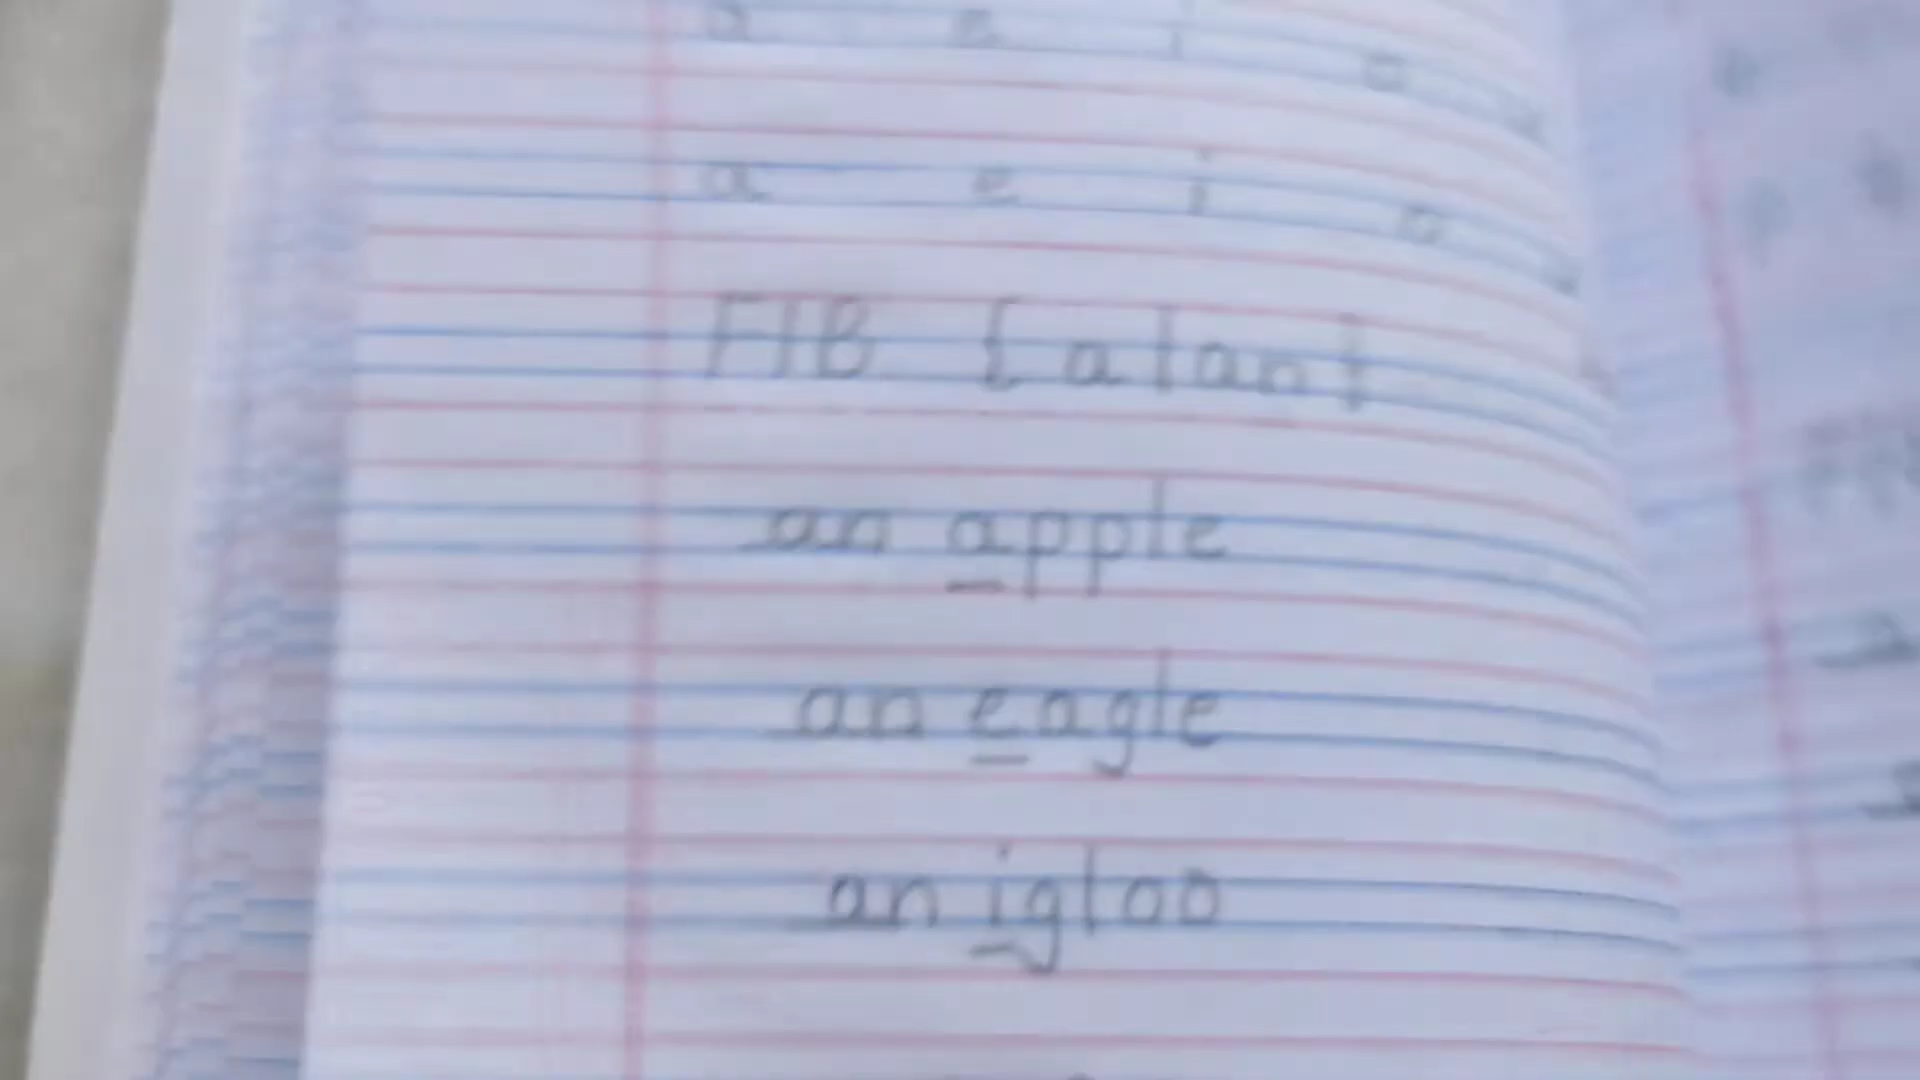 a e i o u
a e i o u
FIB { a | an }
an apple
an eagle
an igloo